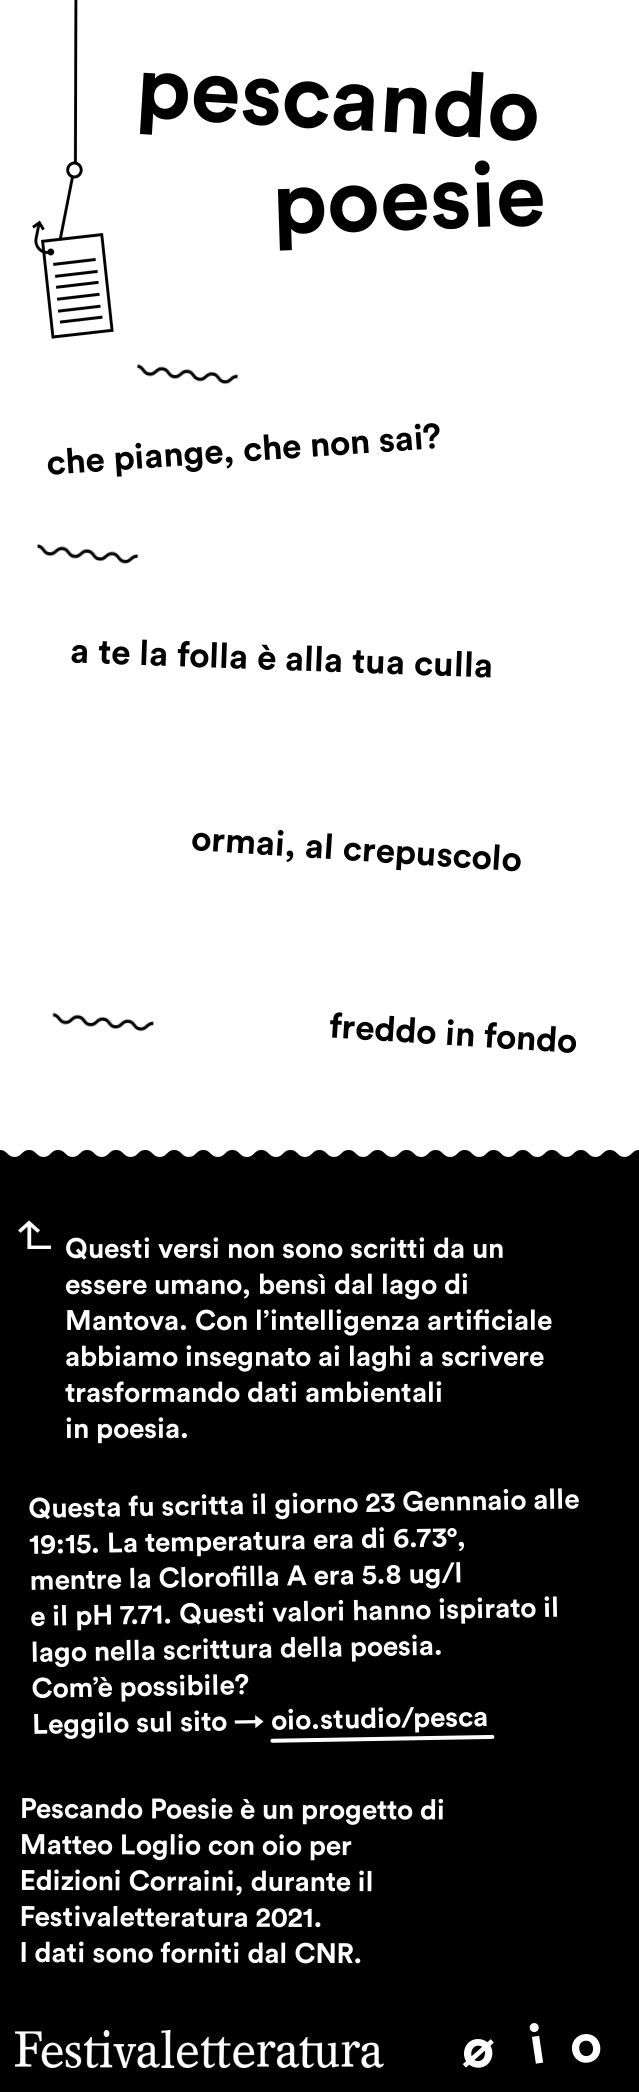 pescando
poesie
che piange, che non sai?
a te la folla è alla tua culla
ormai, al crepuscolo
freddo in fondo
Questi versi non sono scritti da un
essere umano, bensì dal lago di
Mantova. Con l’intelligenza artificiale
abbiamo insegnato ai laghi a scrivere
trasformando dati ambientali
in poesia.
Questa fu scritta il giorno 23 Gennnaio alle
19:15. La temperatura era di 6.73°,
mentre la Clorofilla A era 5.8 ug/l
e il pH 7.71. Questi valori hanno ispirato il
lago nella scrittura della poesia.
Com’è possibile?
Leggilo sul sito → oio.studio/pesca
Pescando Poesie è un progetto di
Matteo Loglio con oio per
Edizioni Corraini, durante il
Festivaletteratura 2021.
I dati sono forniti dal CNR.
Festivaletteratura ø i o